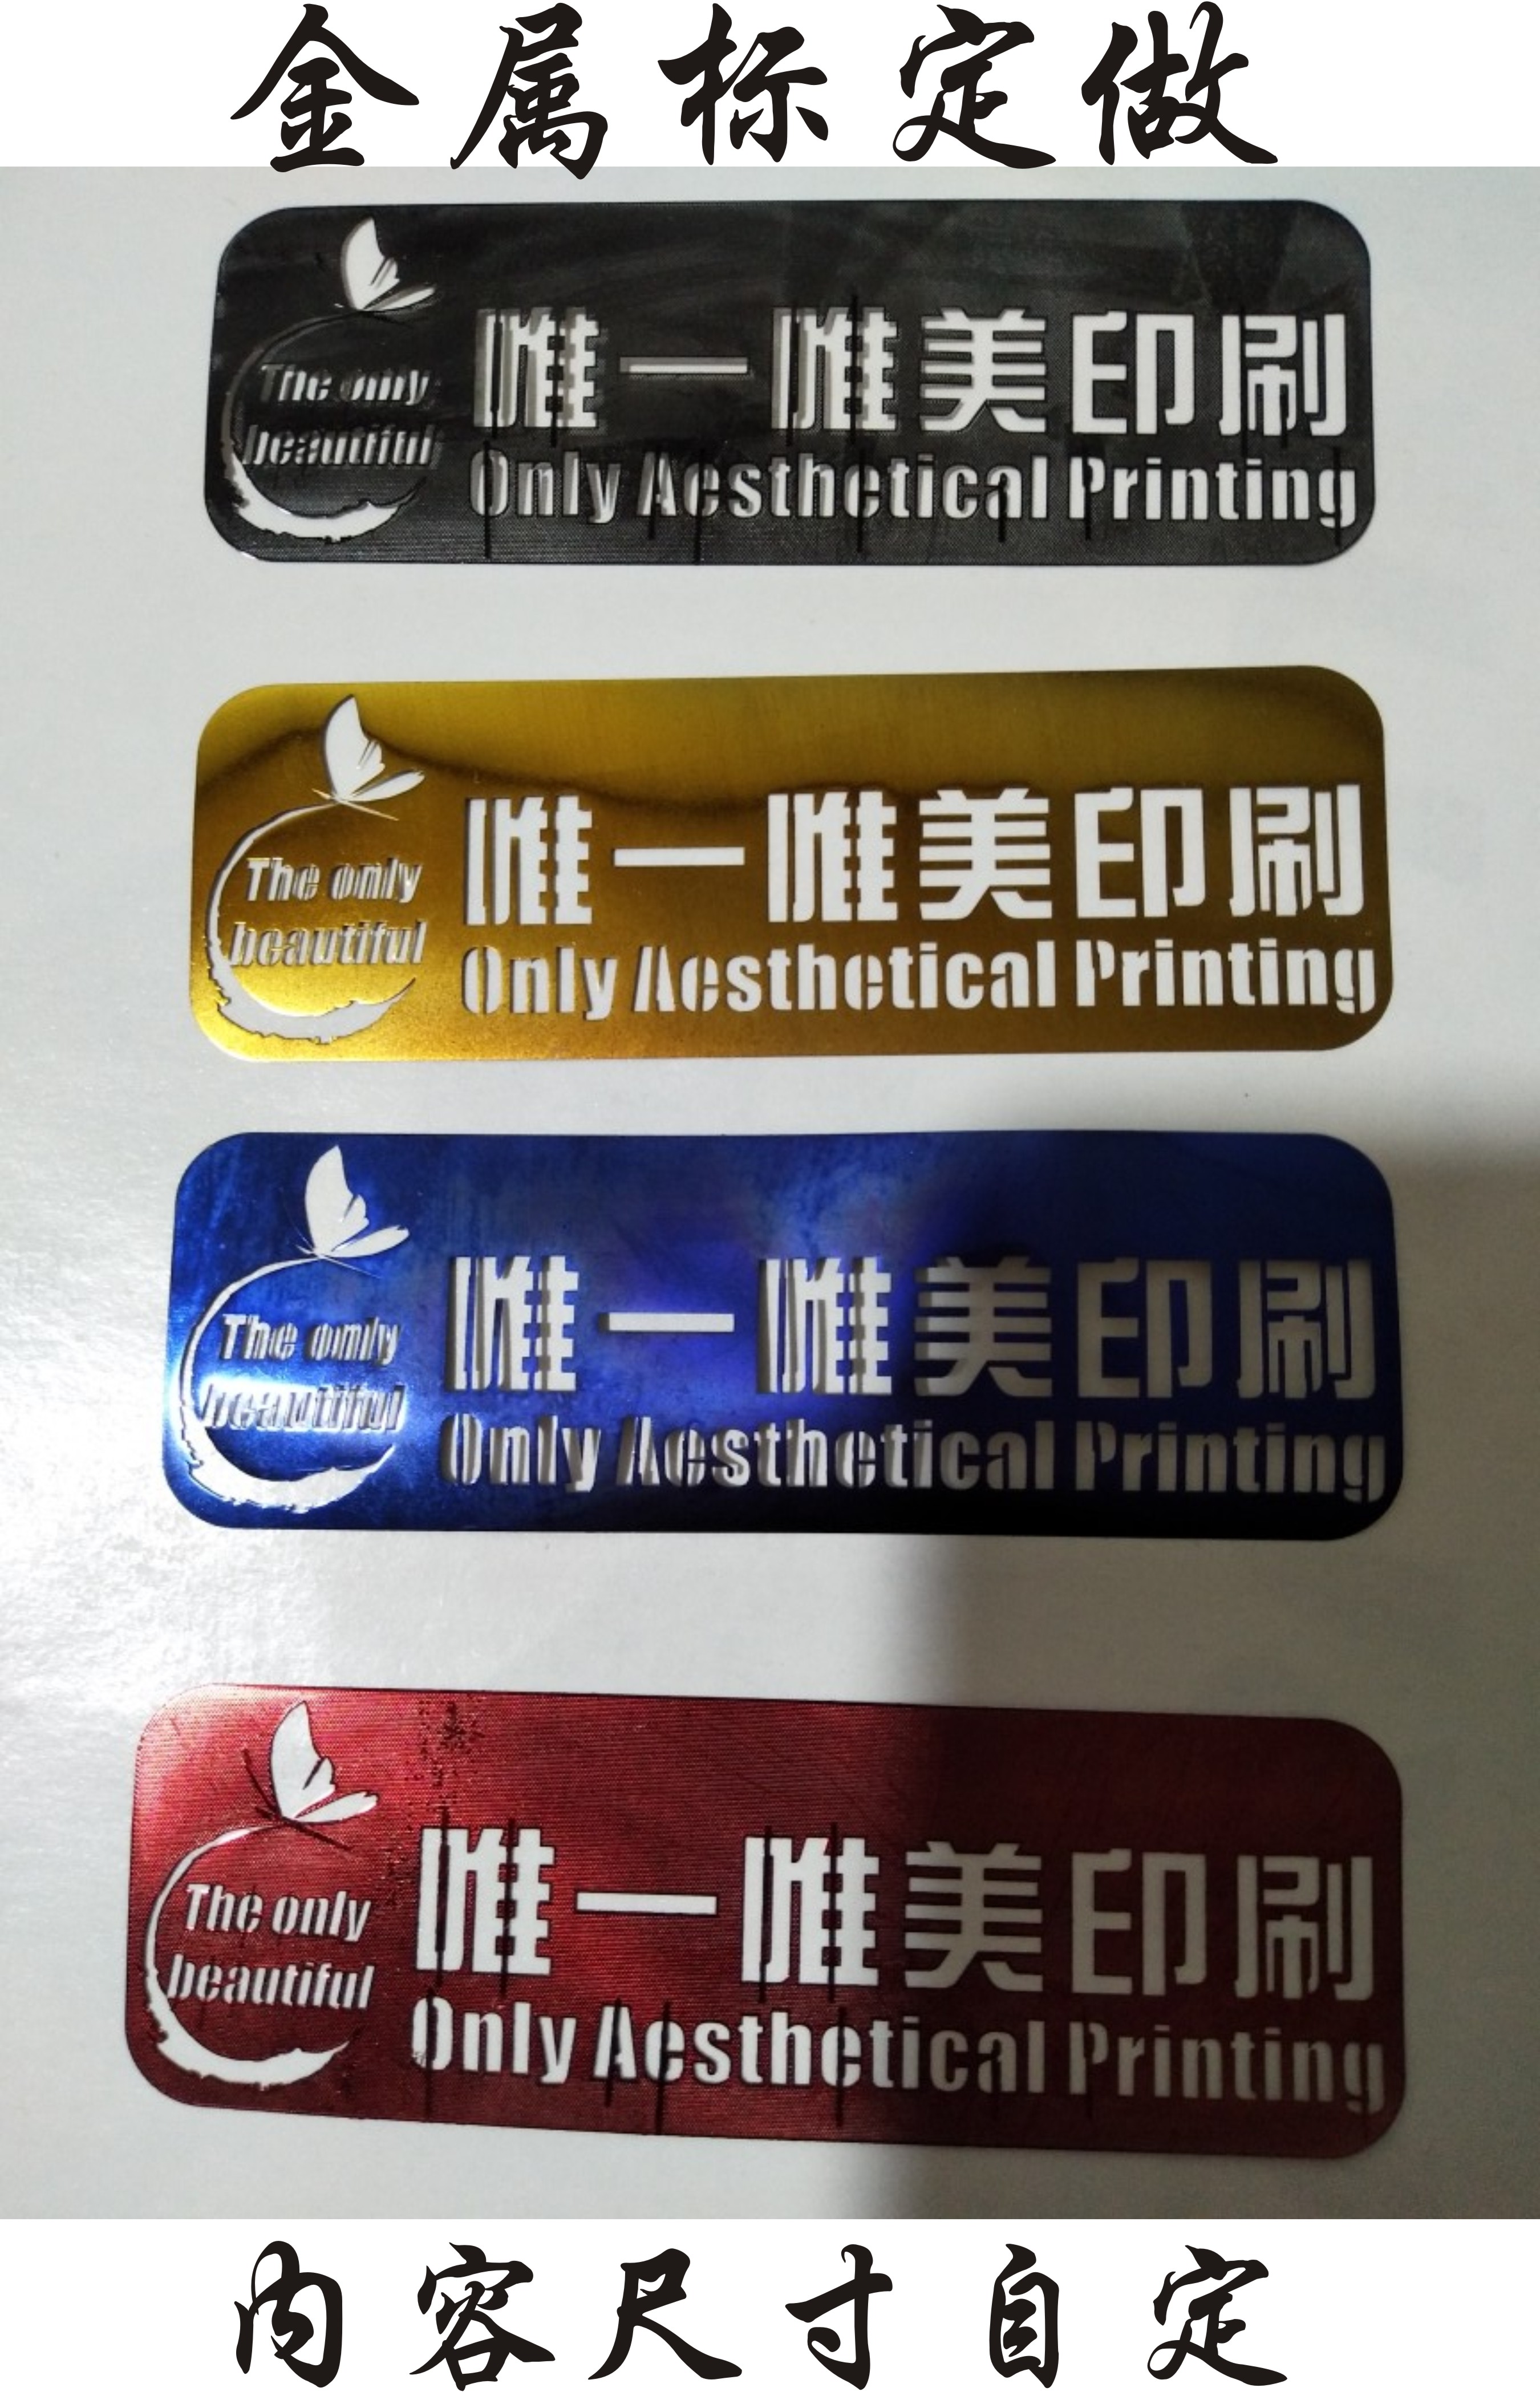 金属标定做
The only
beautiful
唯一唯美印刷
Only Aesthetical Printing
The only
beautiful
唯一唯美印刷
Only Aesthetical Printing
The only
beautiful
唯一唯美印刷
Only Aesthetical Printing
The only
beautiful
唯一唯美印刷
Only Aesthetical Printing
内容尺寸自定